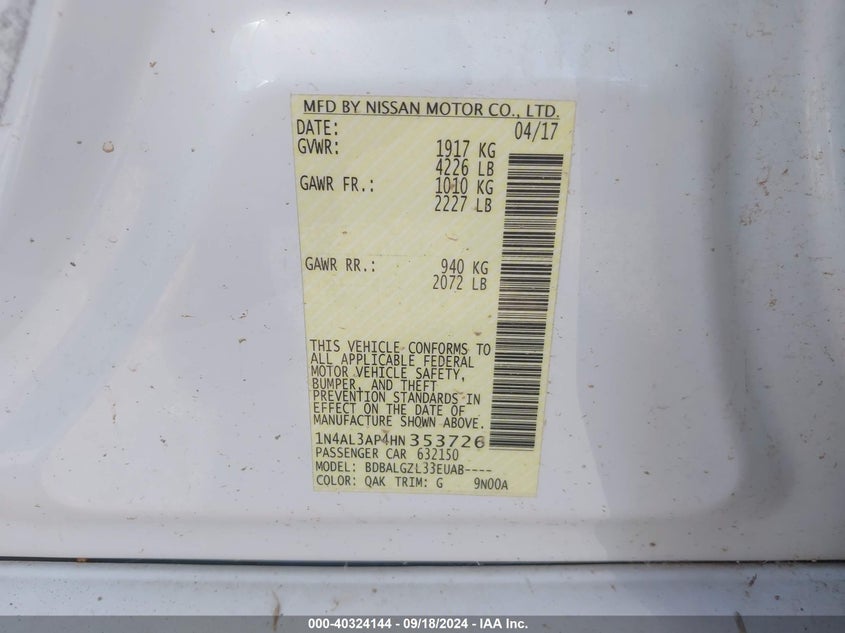 MFD BY NISSAN MOTOR CO., LTD.
DATE: 04/17
GVWR: 1917 KG
4226 LB
GAWR FR.: 1010 KG
2227 LB
GAWR RR.: 940 KG
2072 LB
THIS VEHICLE CONFORMS TO
ALL APPLICABLE FEDERAL
MOTOR VEHICLE SAFETY,
BUMPER, AND THEFT
PREVENTION STANDARDS IN
EFFECT ON THE DATE OF
MANUFACTURE SHOWN ABOVE.
1N4AL3AP4HN353726
PASSENGER CAR 632150
MODEL: BDBALGZL33EUAB----
COLOR: QAK TRIM: G 9N00A
000-40324144 - 09/18/2024 - IAA Inc.